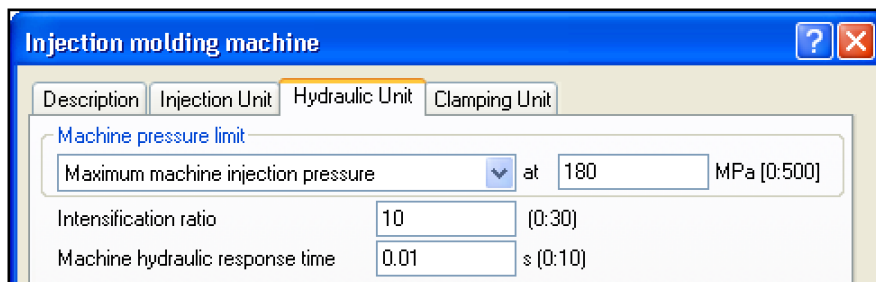 Injection molding machine
Description Injection Unit Hydraulic Unit Clamping Unit
Machine pressure limit
Maximum machine injection pressure at 180 MPa [0:500]
Intensification ratio 10 (0:30)
Machine hydraulic response time 0.01 s (0:10)